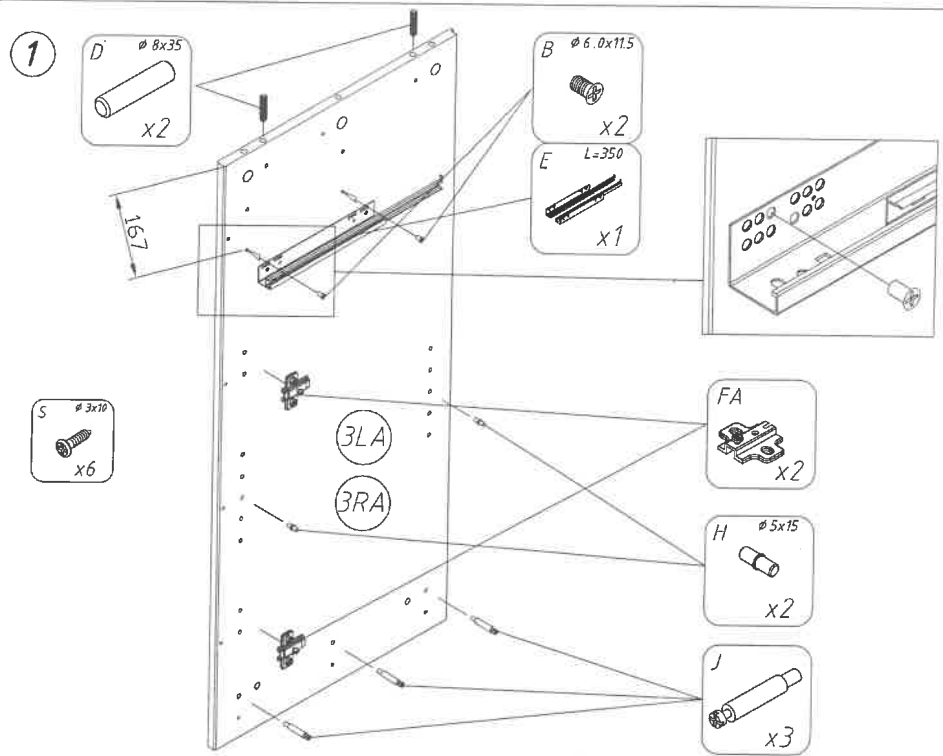 1
D ⌀ 8x35
x2
B ⌀ 6.0x11.5
x2
E L=350
x1
167
S ⌀ 3x10
x6
3LA
3RA
FA
x2
H ⌀ 5x15
x2
J
x3